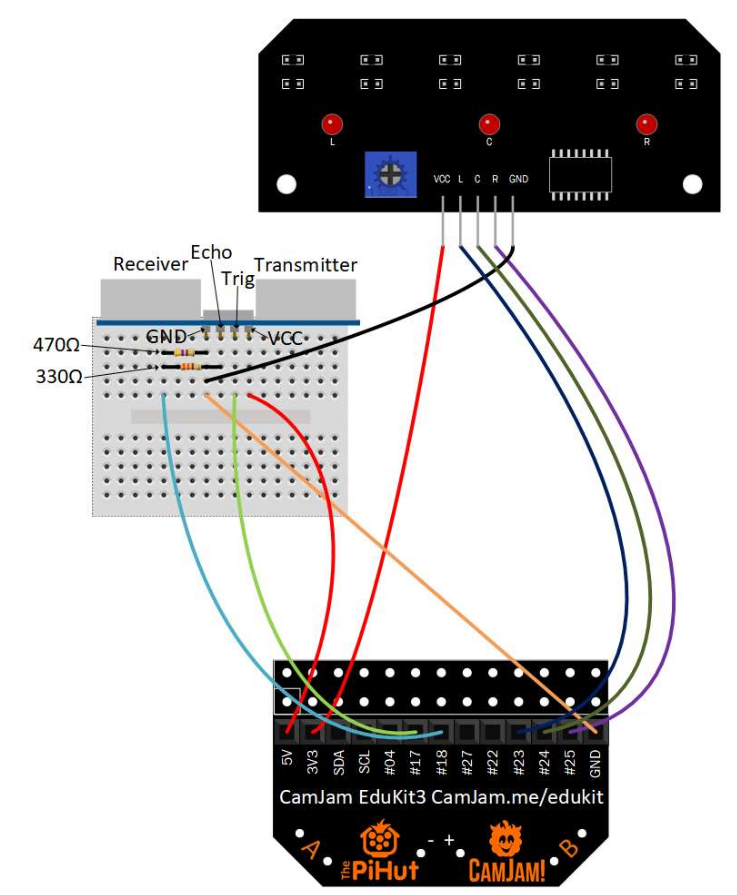 L
C
R
VCC L C R GND
Echo
Receiver
Trig
Transmitter
GND
VCC
470Ω
330Ω
5V
3V3
SDA
SCL
#04
#17
#18
#27
#22
#23
#24
#25
GND
CamJam EduKit3 CamJam.me/edukit
A
- +
B
The
PiHut
CAMJAM!